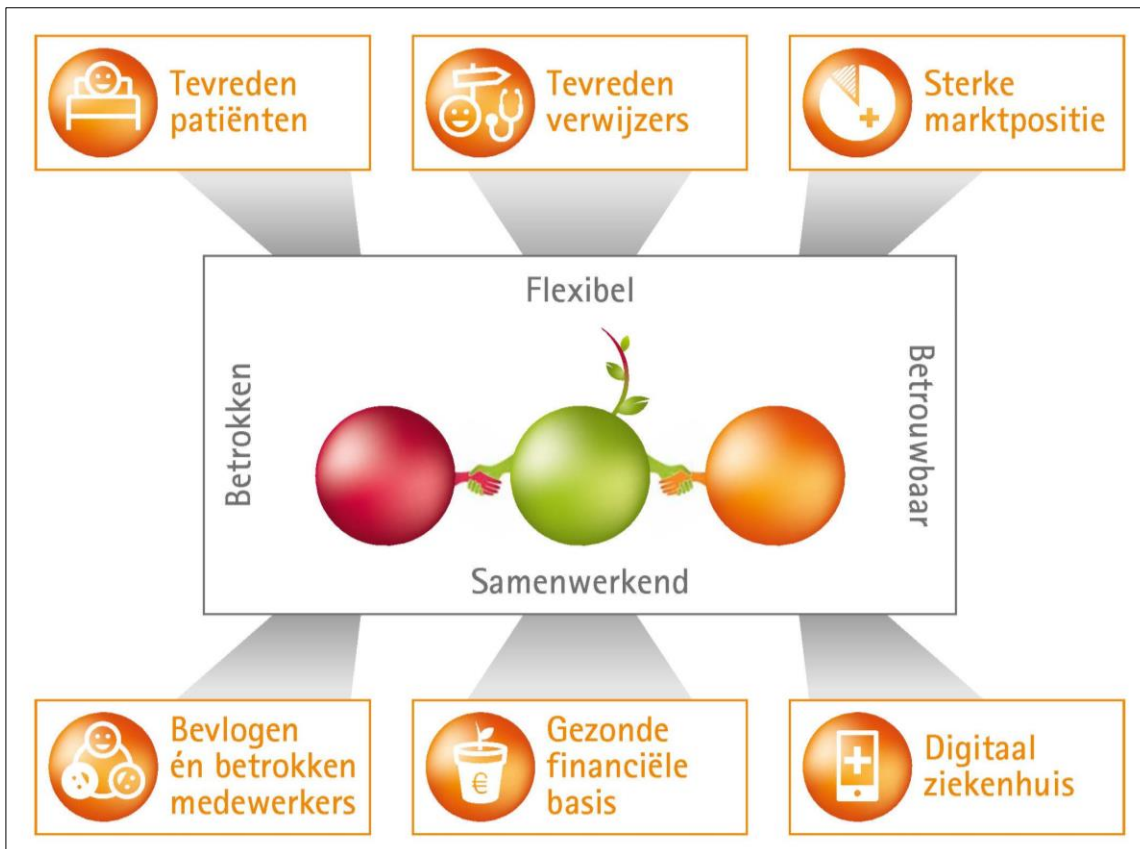 Tevreden
patiënten
Tevreden
verwijzers
Sterke
marktpositie
Flexibel
Betrokken
Betrouwbaar
Samenwerkend
Bevlogen
én betrokken
medewerkers
€
Gezonde
financiële
basis
Digitaal
ziekenhuis